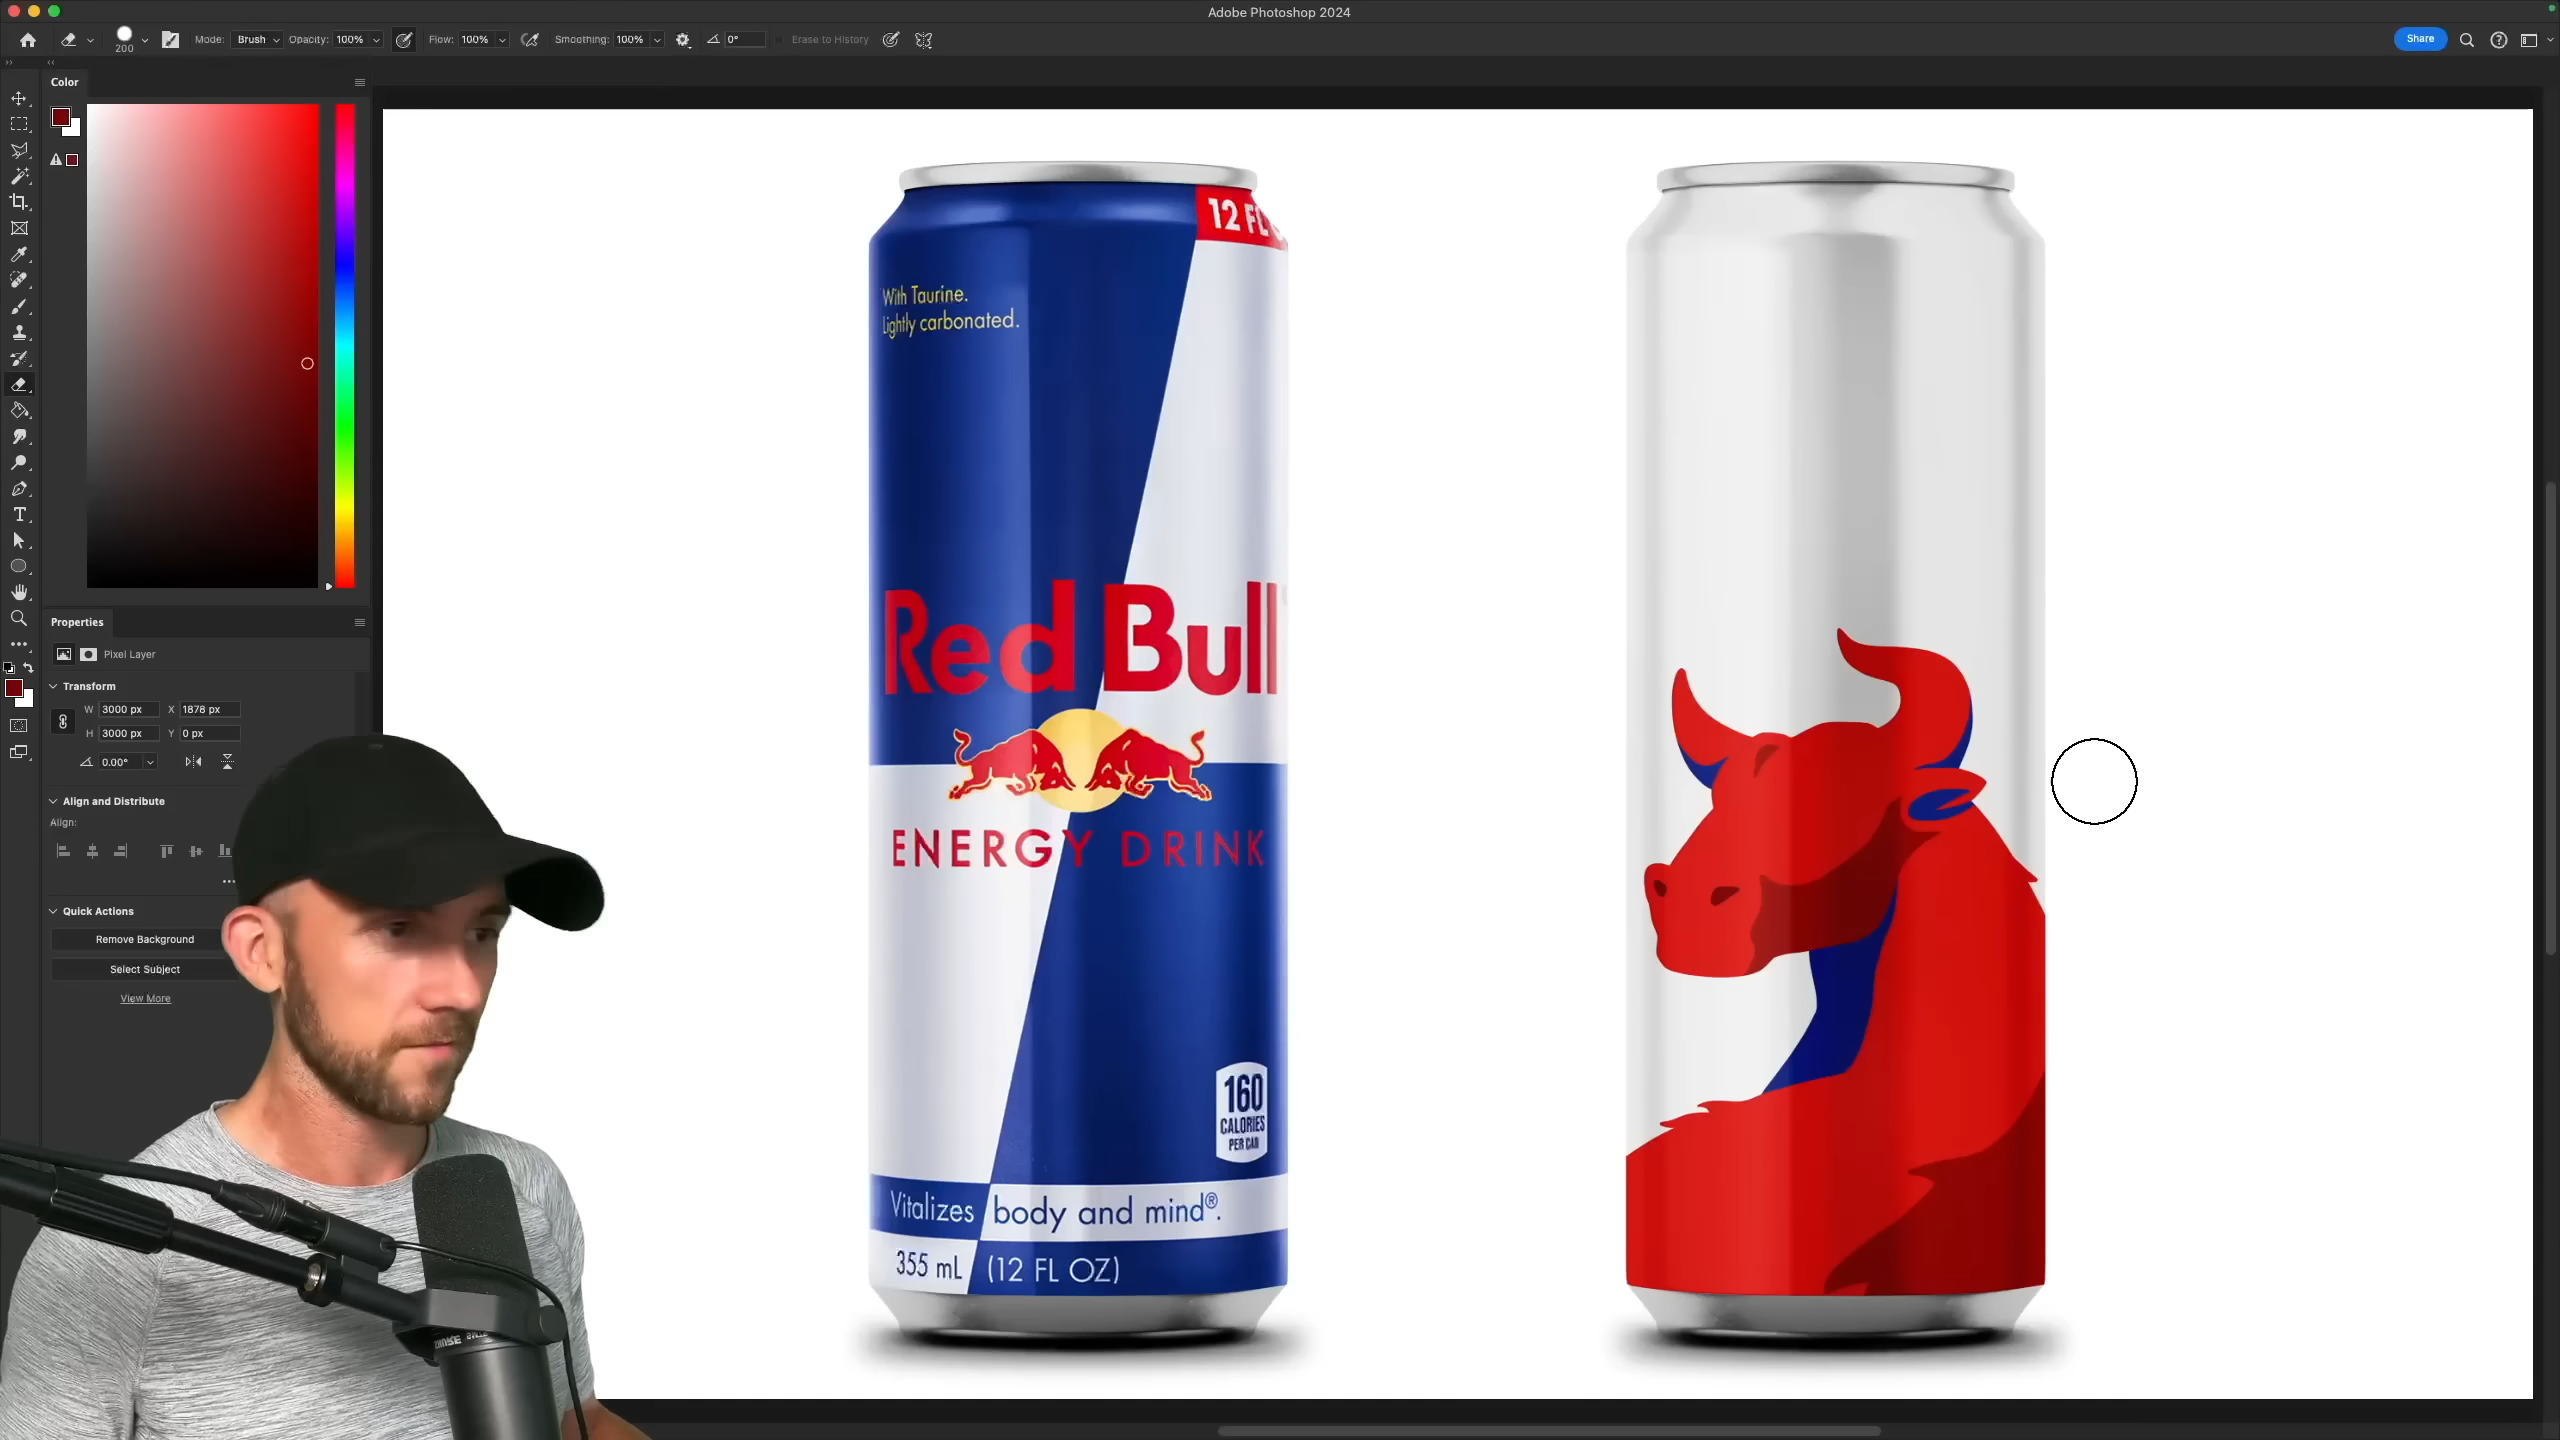 Adobe Photoshop 2024
200
Mode: Brush Opacity: 100% Flow: 100% Smoothing: 100% 0° Erase to History
Share
Color
Properties
Pixel Layer
Transform
W 3000 px X 1878 px
H 3000 px Y 0 px
0.00°
Align and Distribute
Align:
Quick Actions
Remove Background
Select Subject
View More
12 FL
With Taurine.
Lightly carbonated.
Red Bull
ENERGY DRINK
160
CALORIES
PER CAN
Vitalizes body and mind®.
355 mL (12 FL OZ)